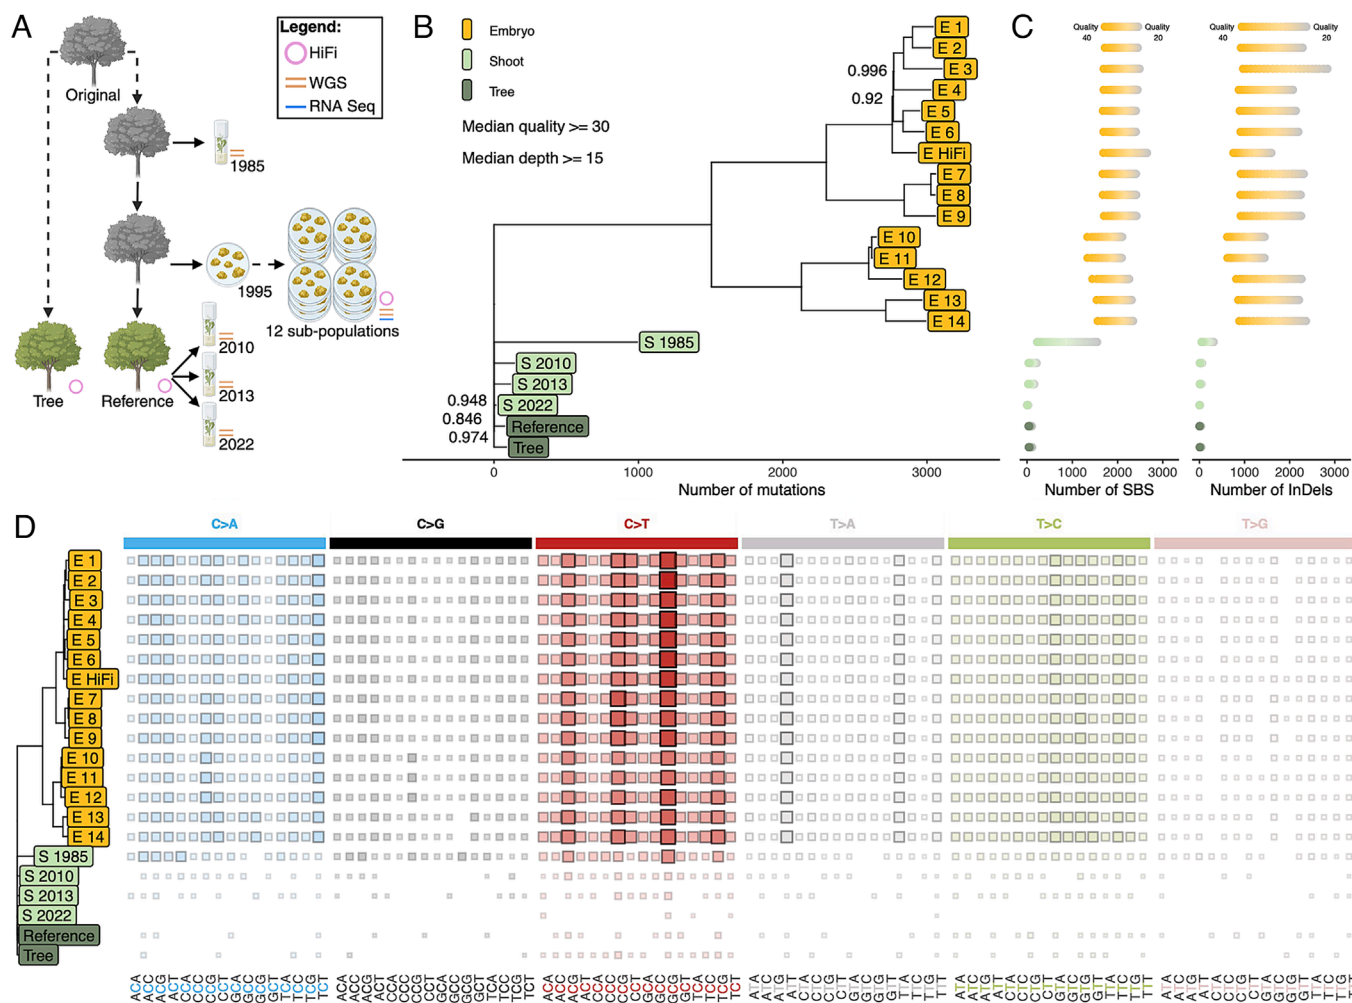 A
Original
Legend:
HiFi
WGS
RNA Seq
1985
1995
12 sub-populations
2010
2013
2022
Tree
Reference
B
Embryo
Shoot
Tree
Median quality >= 30
Median depth >= 15
0.996
0.92
E 1
E 2
E 3
E 4
E 5
E 6
E HiFi
E 7
E 8
E 9
E 10
E 11
E 12
E 13
E 14
S 1985
S 2010
S 2013
S 2022
Reference
Tree
0.948
0.846
0.974
0
1000
2000
3000
Number of mutations
C
Quality
40
Quality
20
Quality
40
Quality
20
0
1000
2000
3000
Number of SBS
0
1000
2000
3000
Number of InDels
D
C>A
C>G
C>T
T>A
T>C
T>G
E 1
E 2
E 3
E 4
E 5
E 6
E HiFi
E 7
E 8
E 9
E 10
E 11
E 12
E 13
E 14
S 1985
S 2010
S 2013
S 2022
Reference
Tree